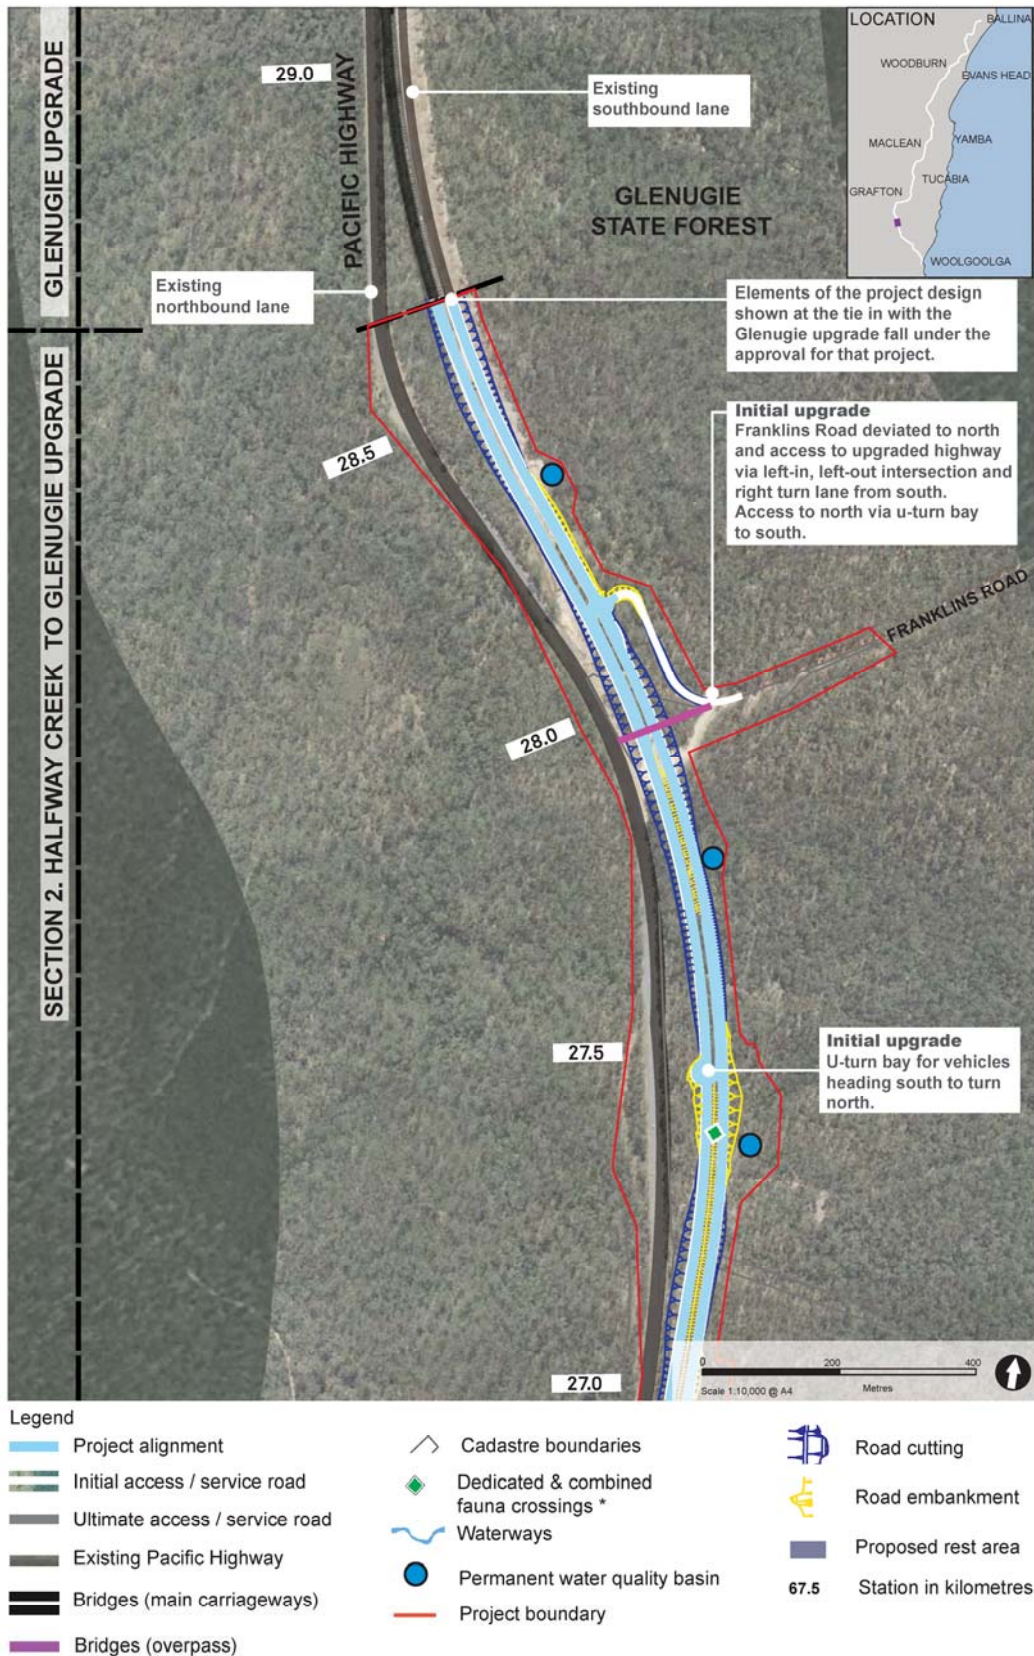 LOCATION
BALLINA
WOODBURN
EVANS HEAD
MACLEAN
YAMBA
TUCABIA
GRAFTON
WOOLGOOLGA
GLENUGIE UPGRADE
SECTION 2. HALFWAY CREEK TO GLENUGIE UPGRADE
29.0
PACIFIC HIGHWAY
Existing
southbound lane
GLENUGIE
STATE FOREST
Existing
northbound lane
Elements of the project design
shown at the tie in with the
Glenugie upgrade fall under the
approval for that project.
28.5
Initial upgrade
Franklins Road deviated to north
and access to upgraded highway
via left-in, left-out intersection and
right turn lane from south.
Access to north via u-turn bay
to south.
FRANKLINS ROAD
28.0
27.5
Initial upgrade
U-turn bay for vehicles
heading south to turn
north.
27.0
0 200 400
Scale 1:10,000 @ A4 Metres
Legend
Project alignment
Initial access / service road
Ultimate access / service road
Existing Pacific Highway
Bridges (main carriageways)
Bridges (overpass)
Cadastre boundaries
Dedicated & combined
fauna crossings *
Waterways
Permanent water quality basin
Project boundary
Road cutting
Road embankment
Proposed rest area
67.5 Station in kilometres